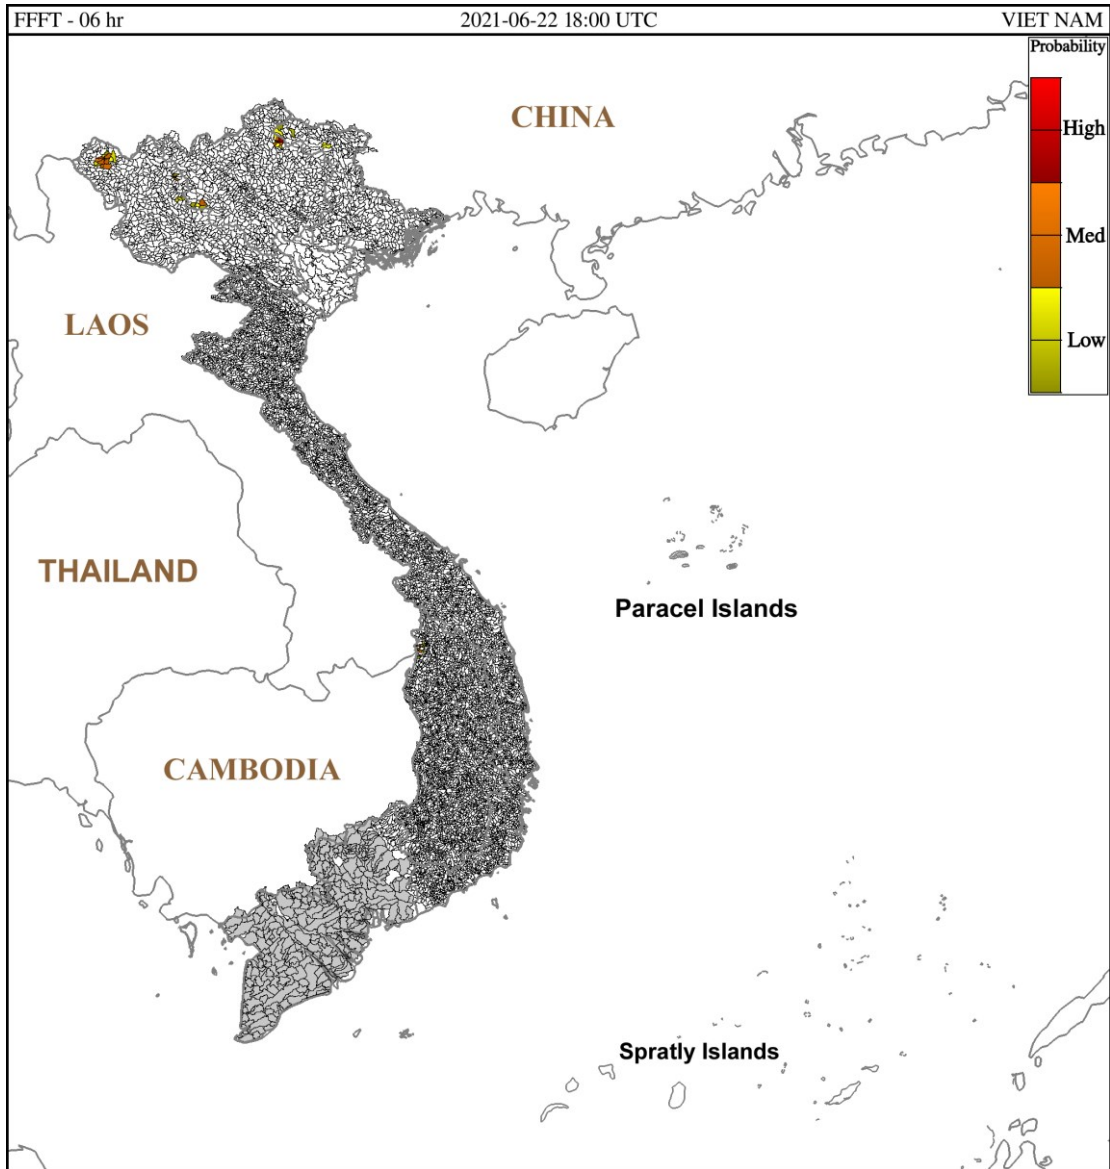 FFFT - 06 hr 2021-06-22 18:00 UTC VIET NAM
Probability
CHINA
High
Med
LAOS
Low
THAILAND
Paracel Islands
CAMBODIA
Spratly Islands